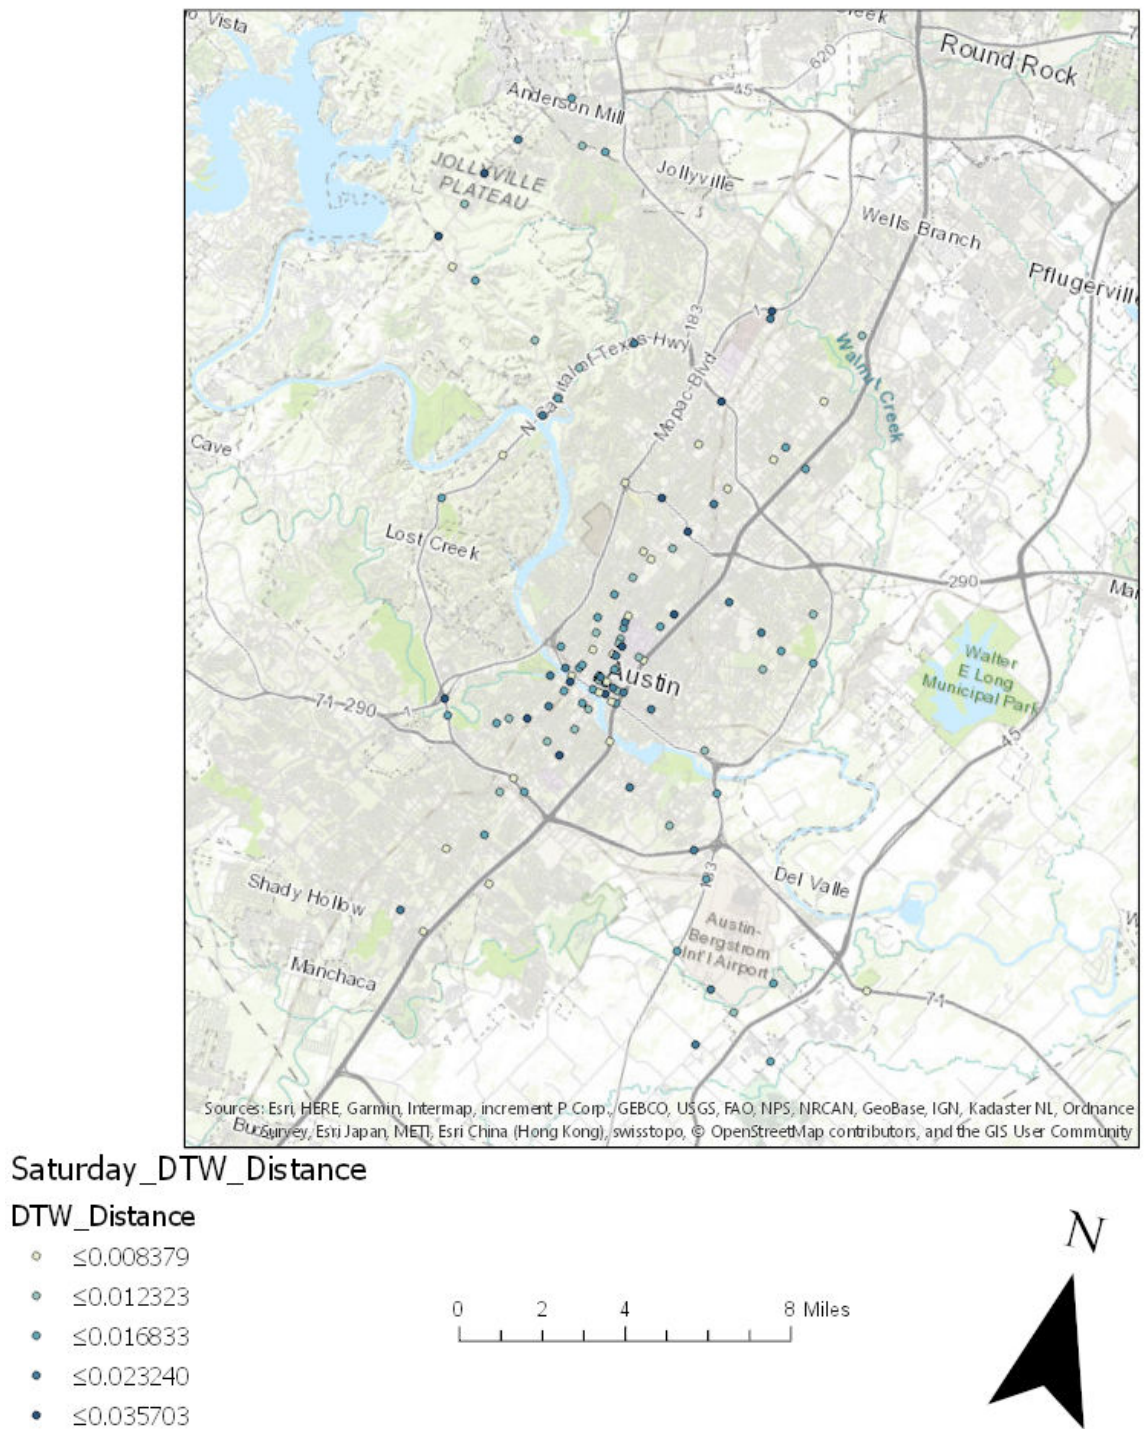 Vista
Creek
Round Rock
620
45
Anderson Mill
JOLLYVILLE
PLATEAU
Jollyville
Wells Branch
Pflugerville
183
1
N Capital of Texas Hwy
Mopac Blvd
Walnut Creek
Cave
Lost Creek
290
Walter
E Long
Municipal Park
Austin
71
290
1
45
Del Valle
183
Shady Hollow
Austin-
Bergstrom
Int'l Airport
Manchaca
71
Sources: Esri, HERE, Garmin, Intermap, increment P Corp., GEBCO, USGS, FAO, NPS, NRCAN, GeoBase, IGN, Kadaster NL, Ordnance
Survey, Esri Japan, METI, Esri China (Hong Kong), swisstopo, © OpenStreetMap contributors, and the GIS User Community
Saturday_DTW_Distance
DTW_Distance
≤0.008379
≤0.012323
≤0.016833
≤0.023240
≤0.035703
0 2 4 8 Miles
N